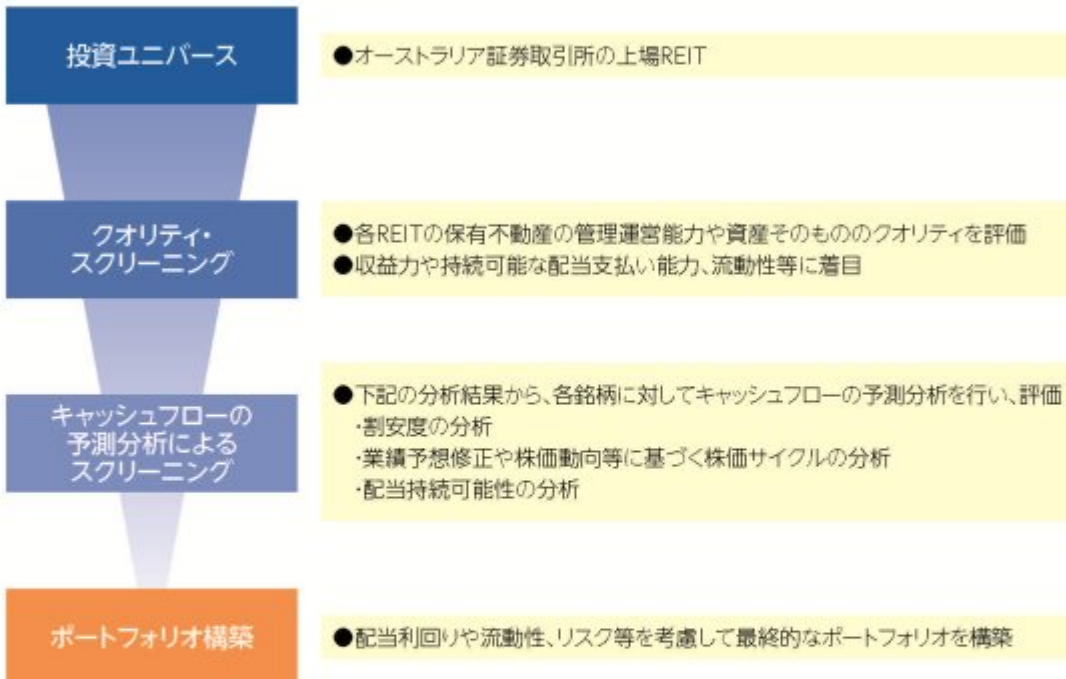 投資ユニバース
●オーストラリア証券取引所の上場REIT
クオリティ・
スクリーニング
●各REITの保有不動産の管理運営能力や資産そのもののクオリティを評価
●収益力や持続可能な配当支払い能力、流動性等に着目
キャッシュフローの
予測分析による
スクリーニング
●下記の分析結果から、各銘柄に対してキャッシュフローの予測分析を行い、評価
・割安度の分析
・業績予想修正や株価動向等に基づく株価サイクルの分析
・配当持続可能性の分析
ポートフォリオ構築
●配当利回りや流動性、リスク等を考慮して最終的なポートフォリオを構築